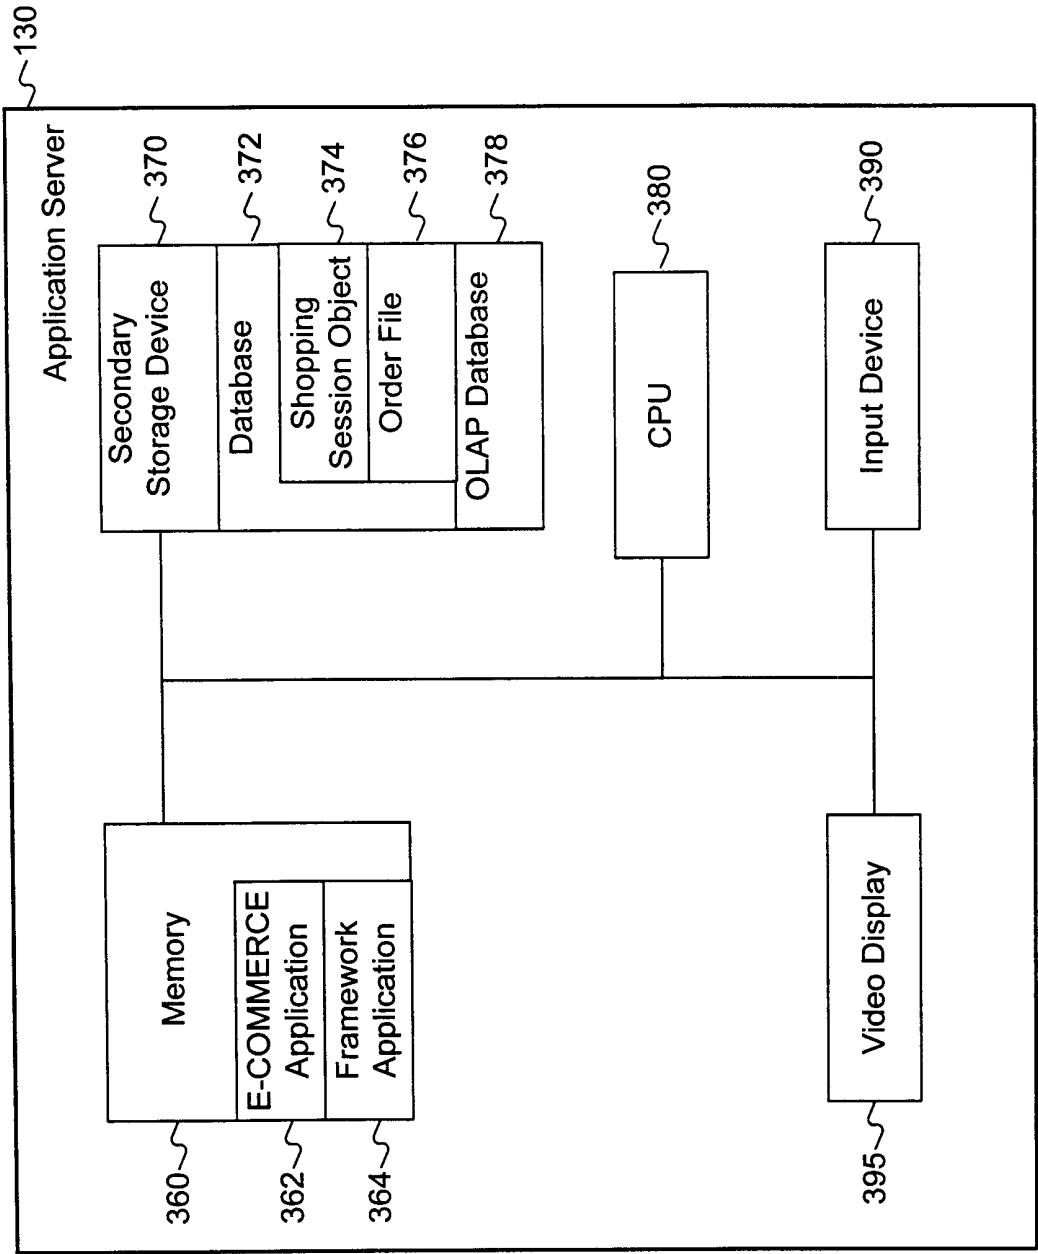 Application Server
130
Memory
360
E-COMMERCE
Application
362
Framework
Application
364
Secondary
Storage Device
370
Database
372
Shopping
Session Object
374
Order File
376
OLAP Database
378
CPU
380
Video Display
395
Input Device
390